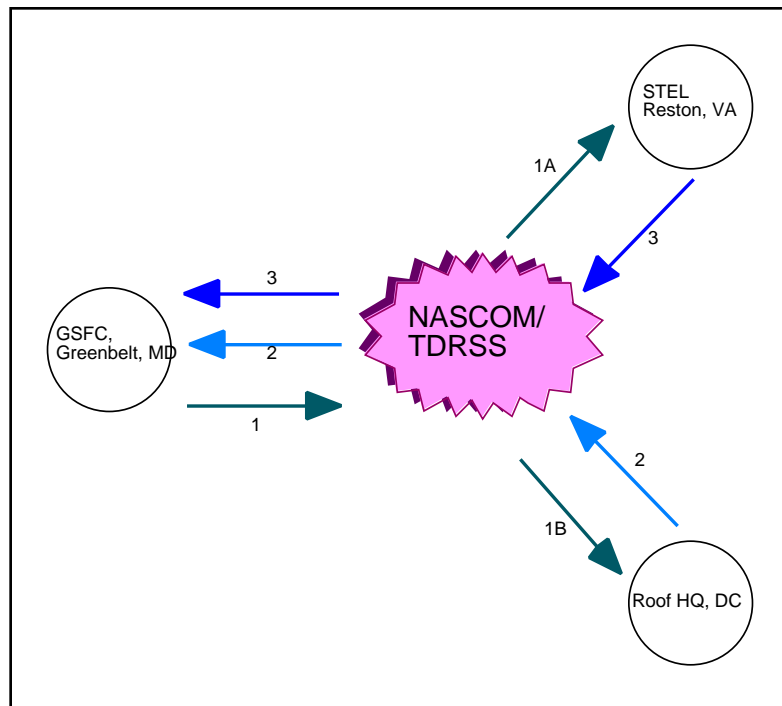 STEL
Reston, VA
1A
3
3
NASCOM/
TDRSS
GSFC,
Greenbelt, MD
2
1
2
1B
Roof HQ, DC